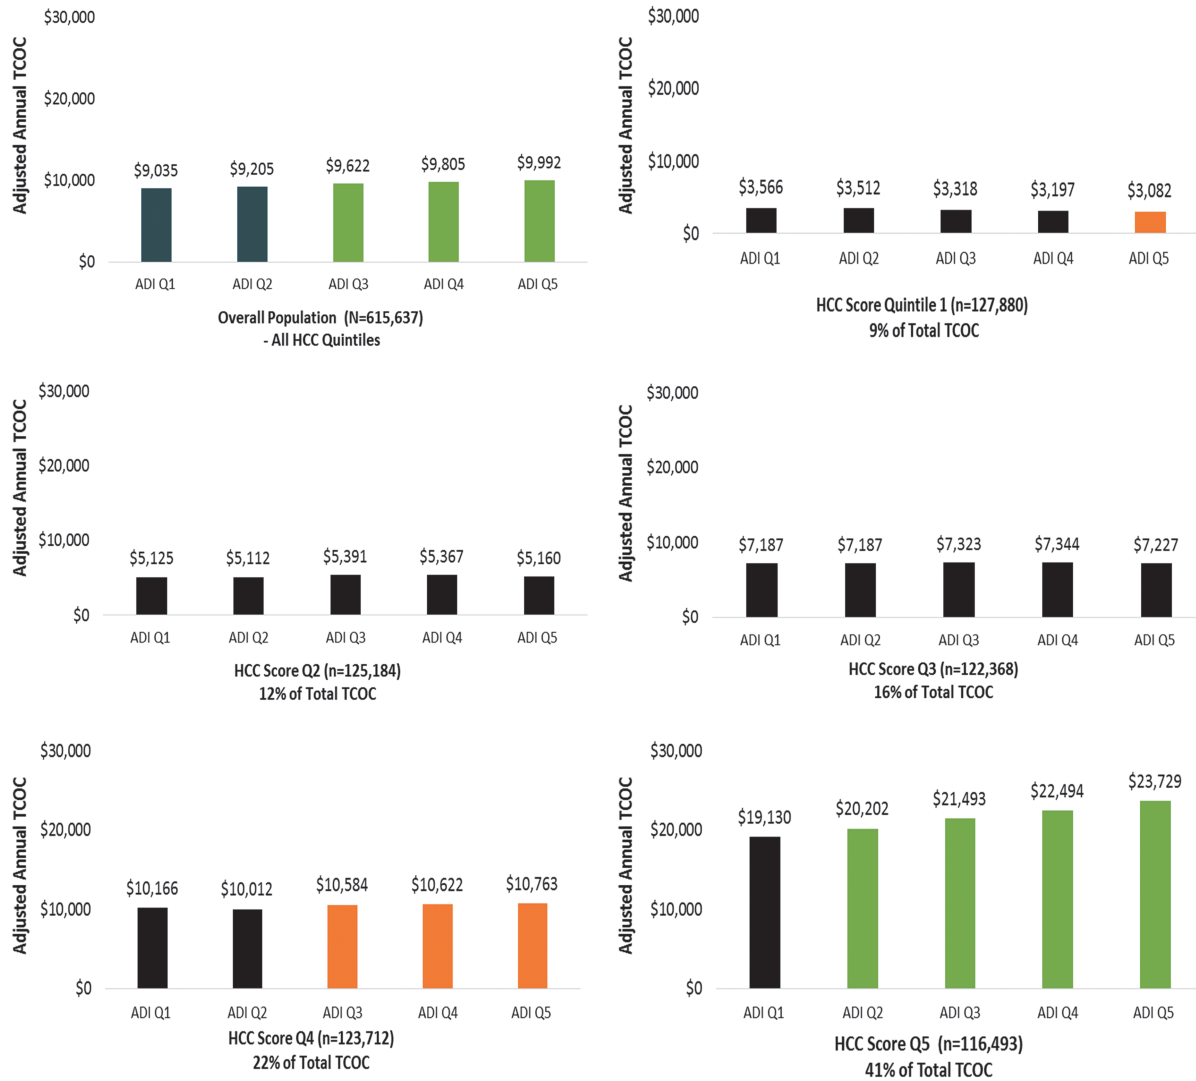 Adjusted Annual TCOC
$30,000
$20,000
$10,000
$0
$9,035
$9,205
$9,622
$9,805
$9,992
ADI Q1
ADI Q2
ADI Q3
ADI Q4
ADI Q5
Overall Population (N=615,637)
- All HCC Quintiles
Adjusted Annual TCOC
$30,000
$20,000
$10,000
$0
$3,566
$3,512
$3,318
$3,197
$3,082
ADI Q1
ADI Q2
ADI Q3
ADI Q4
ADI Q5
HCC Score Quintile 1 (n=127,880)
9% of Total TCOC
Adjusted Annual TCOC
$30,000
$20,000
$10,000
$0
$5,125
$5,112
$5,391
$5,367
$5,160
ADI Q1
ADI Q2
ADI Q3
ADI Q4
ADI Q5
HCC Score Q2 (n=125,184)
12% of Total TCOC
Adjusted Annual TCOC
$30,000
$20,000
$10,000
$0
$7,187
$7,187
$7,323
$7,344
$7,227
ADI Q1
ADI Q2
ADI Q3
ADI Q4
ADI Q5
HCC Score Q3 (n=122,368)
16% of Total TCOC
Adjusted Annual TCOC
$30,000
$20,000
$10,000
$0
$10,166
$10,012
$10,584
$10,622
$10,763
ADI Q1
ADI Q2
ADI Q3
ADI Q4
ADI Q5
HCC Score Q4 (n=123,712)
22% of Total TCOC
Adjusted Annual TCOC
$30,000
$20,000
$10,000
$0
$19,130
$20,202
$21,493
$22,494
$23,729
ADI Q1
ADI Q2
ADI Q3
ADI Q4
ADI Q5
HCC Score Q5 (n=116,493)
41% of Total TCOC